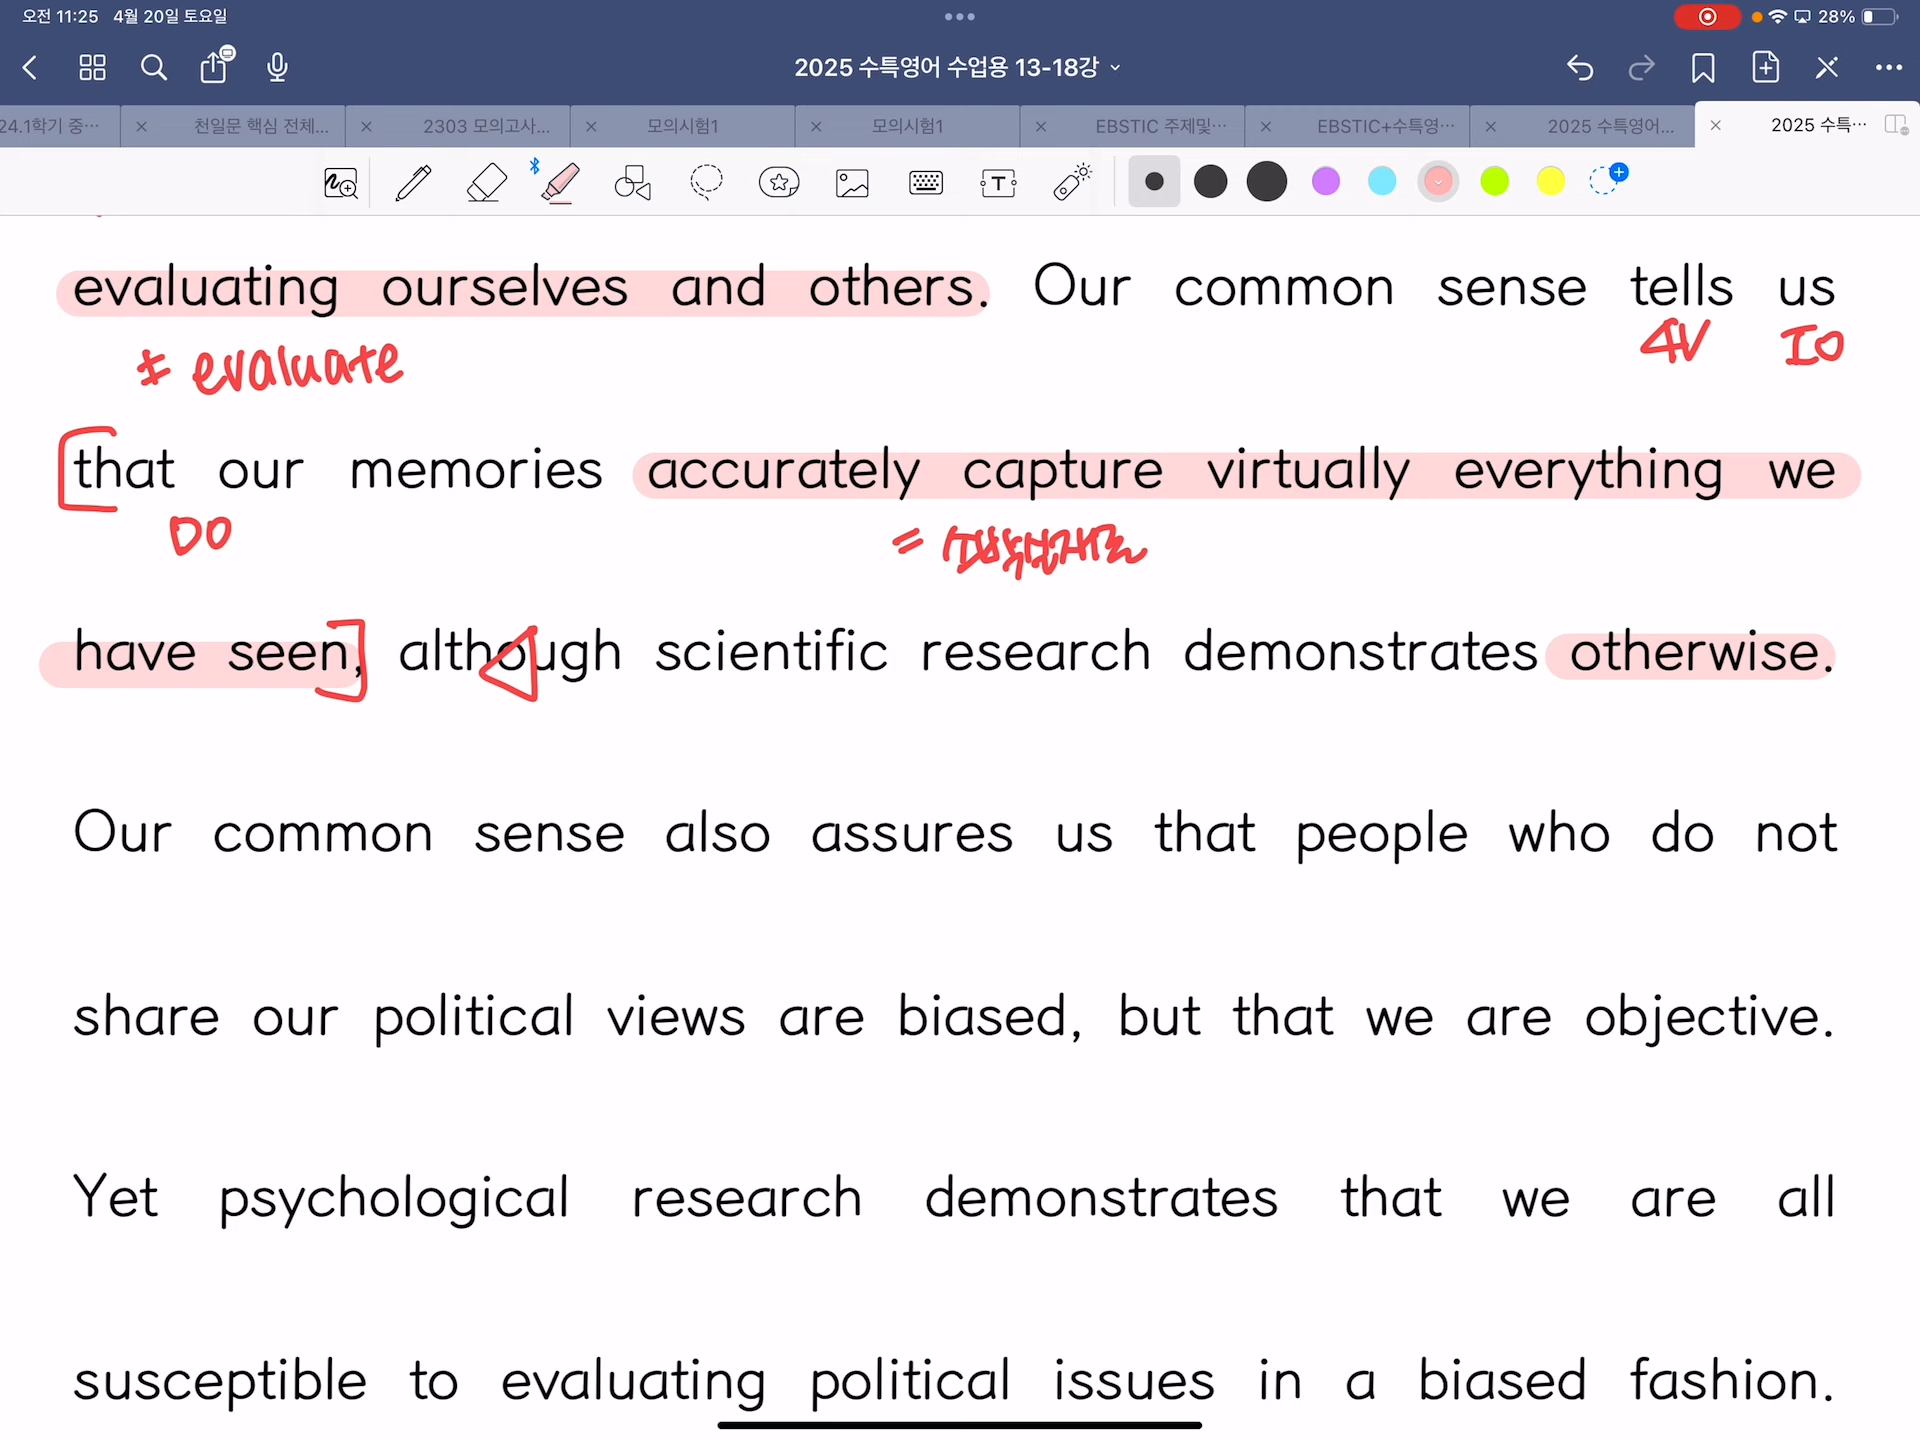 오전 11:25 4월 20일 토요일
28%
2025 수특영어 수업용 13-18강
24.1학기 중… 천일문 핵심 전체... 2303 모의고사... 모의시험1 모의시험1 EBSTIC 주제및… EBSTIC+수특영… 2025 수특영어... 2025 수특…
evaluating ourselves and others. Our common sense tells us
≠ evaluate 4V IO
that our memories accurately capture virtually everything we
DO =
have seen, although scientific research demonstrates otherwise.
Our common sense also assures us that people who do not
share our political views are biased, but that we are objective.
Yet psychological research demonstrates that we are all
susceptible to evaluating political issues in a biased fashion.